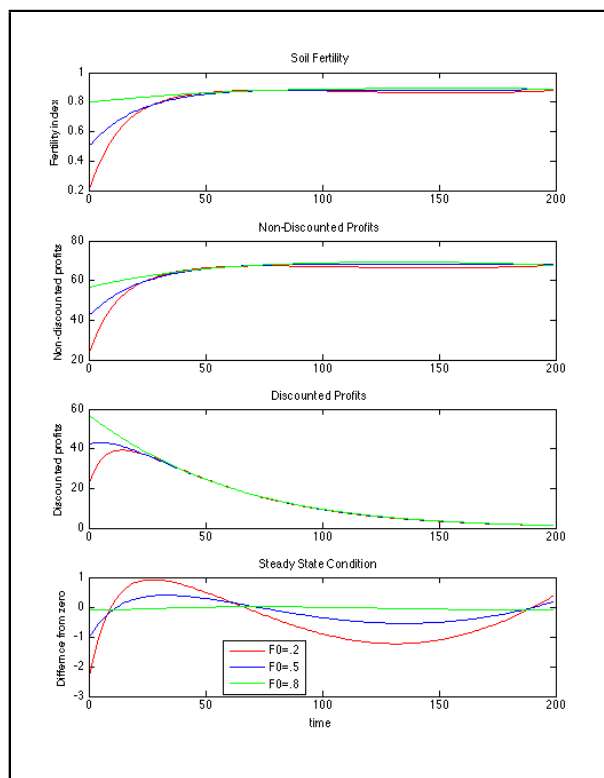 Soil Fertility
Fertility index
1
0.8
0.6
0.4
0.2
0 50 100 150 200
Non-Discounted Profits
Non-discounted profits
80
60
40
20
0 50 100 150 200
Discounted Profits
Discounted profits
60
40
20
0
0 50 100 150 200
Steady State Condition
Diffemce from zero
1
0
-1
-2
-3
F0=.2
F0=.5
F0=.8
0 50 100 150 200
time